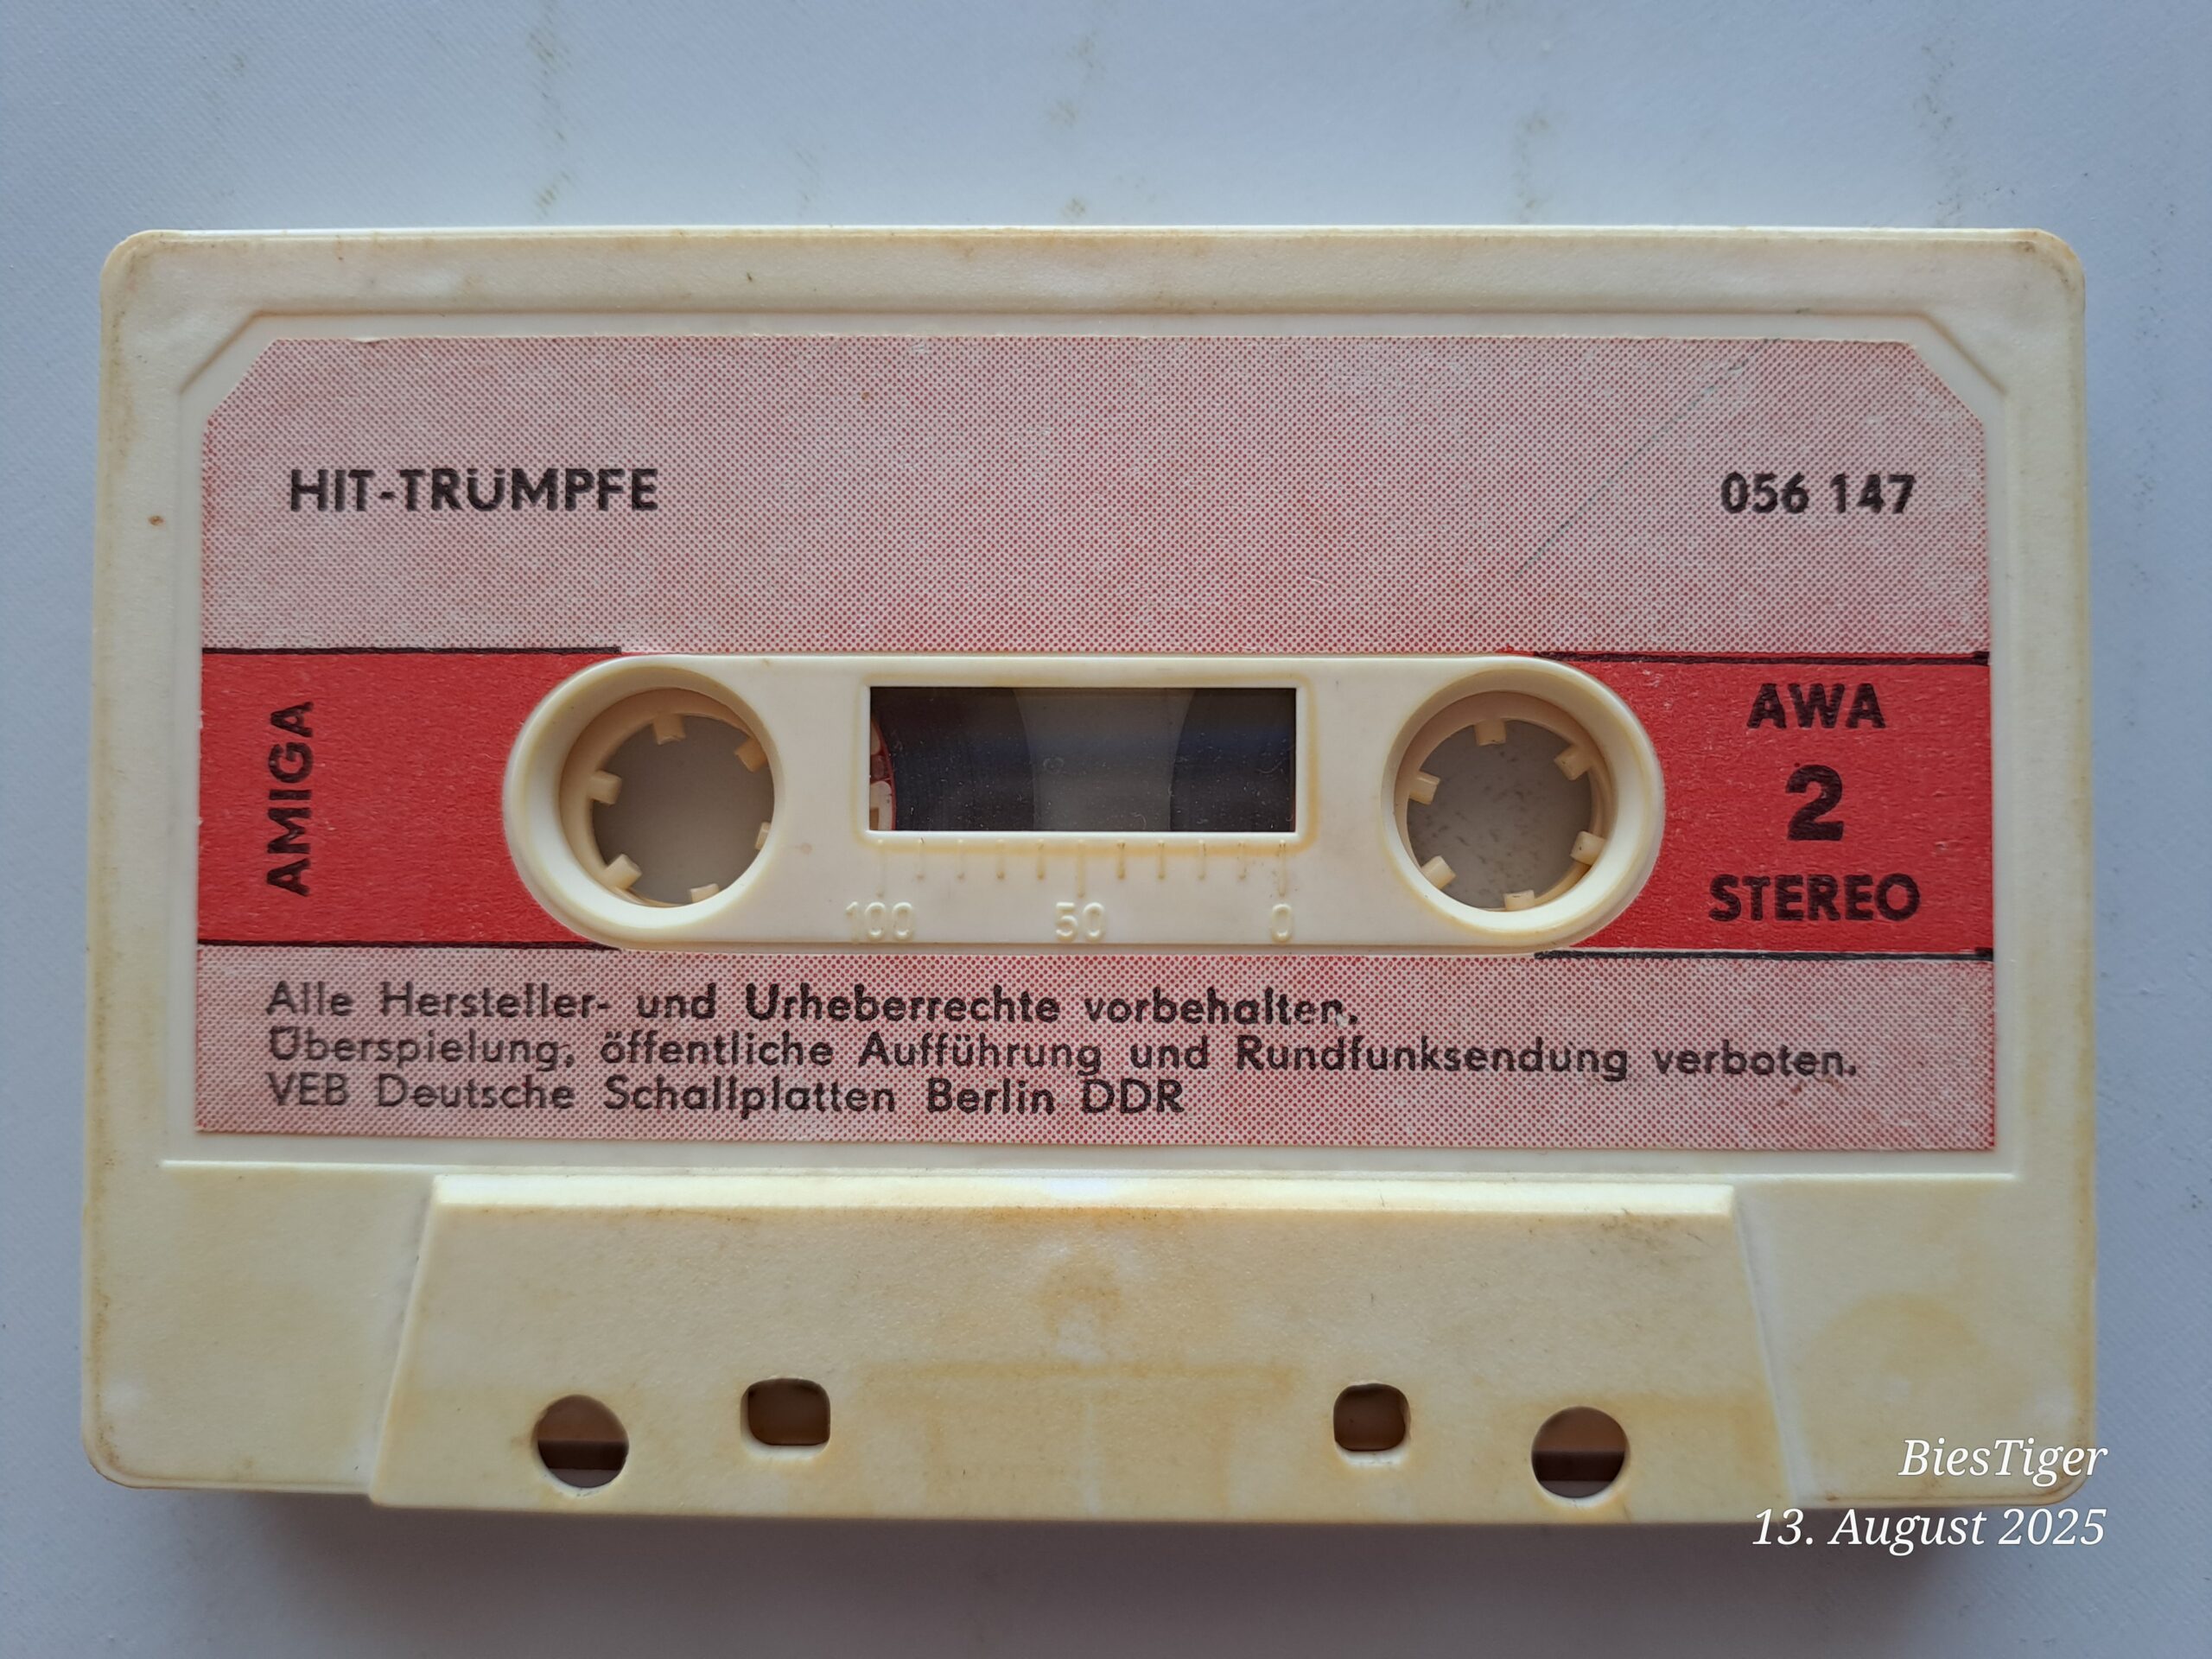 HIT-TRÜMPFE
056 147
AMIGA
AWA
2
STEREO
100 50 0
Alle Hersteller- und Urheberrechte vorbehalten.
Überspielung, öffentliche Aufführung und Rundfunksendung verboten.
VEB Deutsche Schallplatten Berlin DDR
BiesTiger
13. August 2025